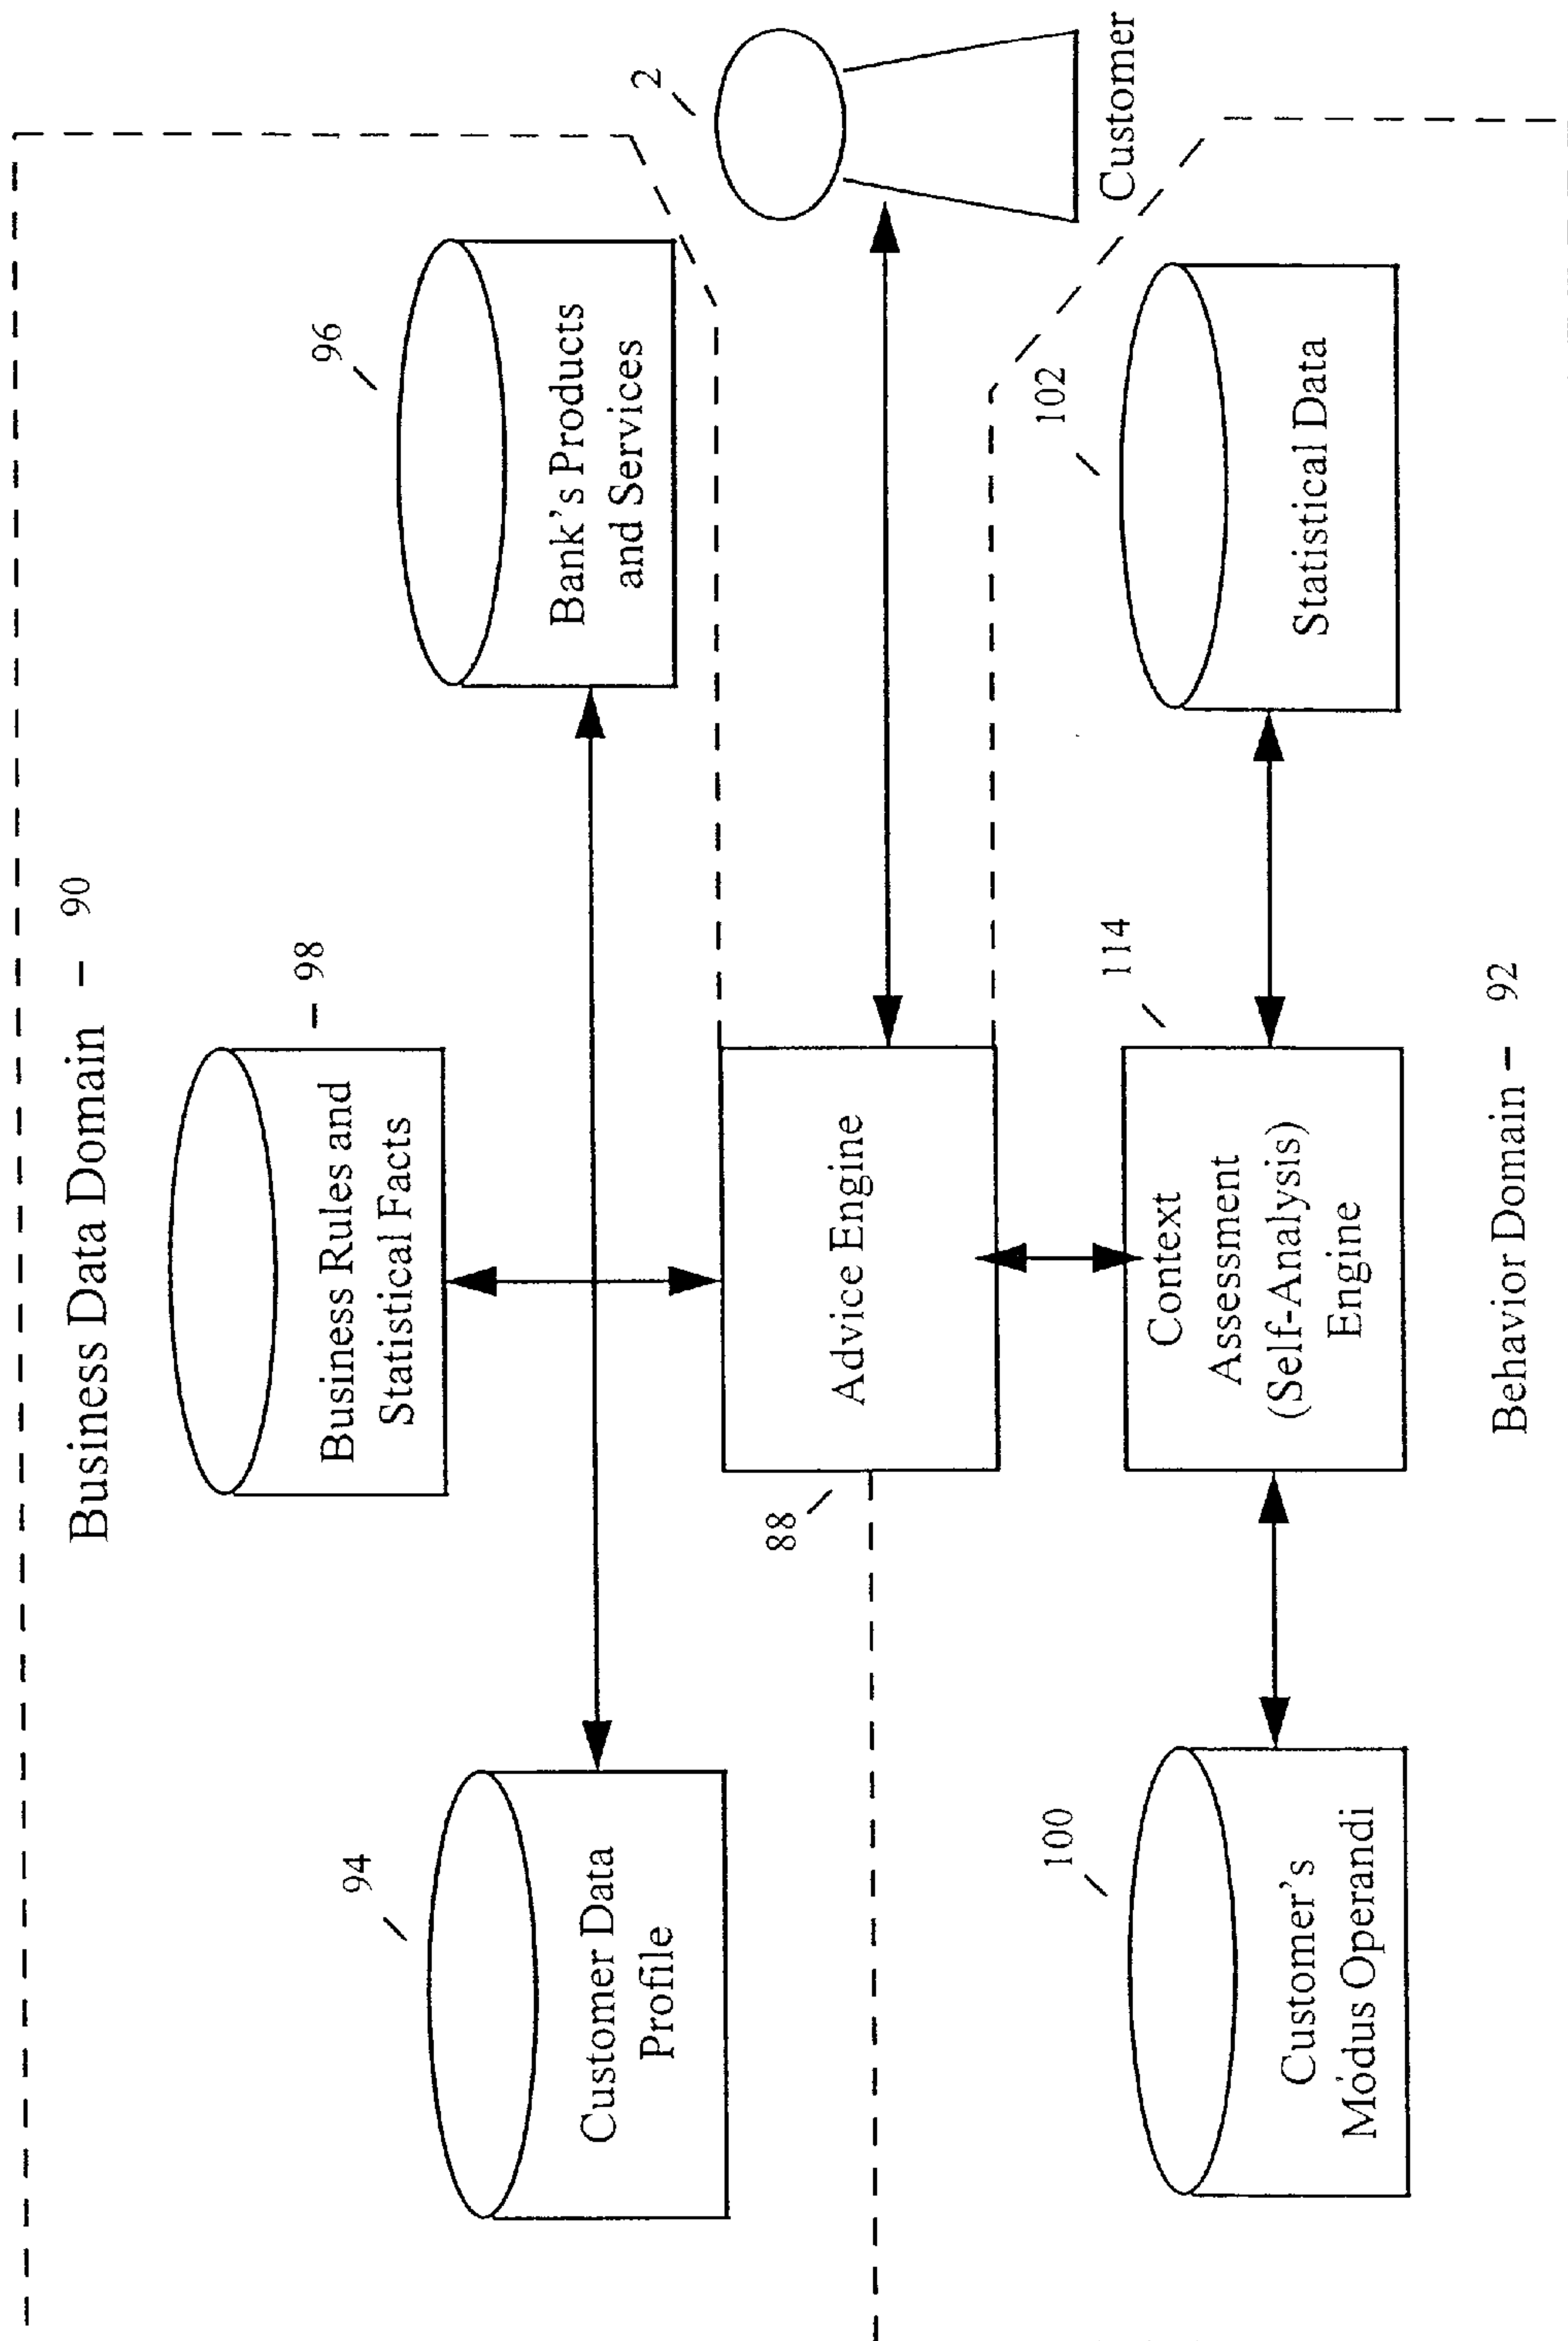 Business Data Domain – 90
98
Business Rules and
Statistical Facts
94
Customer Data
Profile
96
Bank's Products
and Services
88
Advice Engine
2
Customer
100
Customer's
Modus Operandi
114
Context
Assessment
(Self-Analysis)
Engine
102
Statistical Data
Behavior Domain – 92